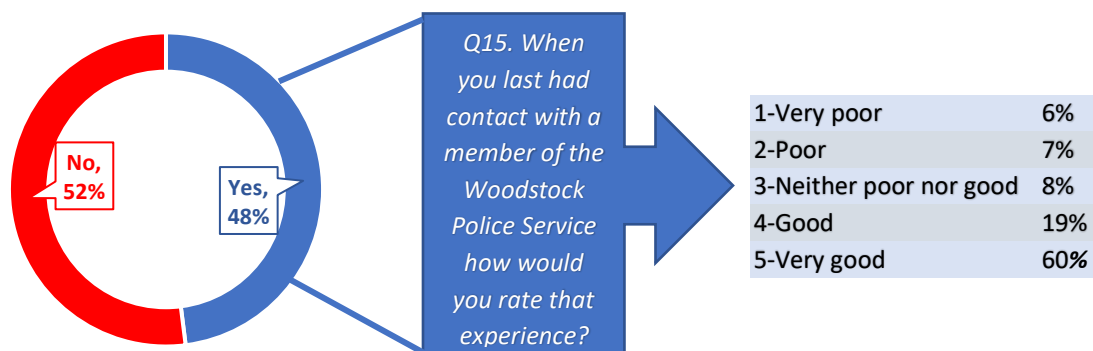 No,
52%
Yes,
48%
Q15. When
you last had
contact with a
member of the
Woodstock
Police Service
how would
you rate that
experience?
1-Very poor 6%
2-Poor 7%
3-Neither poor nor good 8%
4-Good 19%
5-Very good 60%